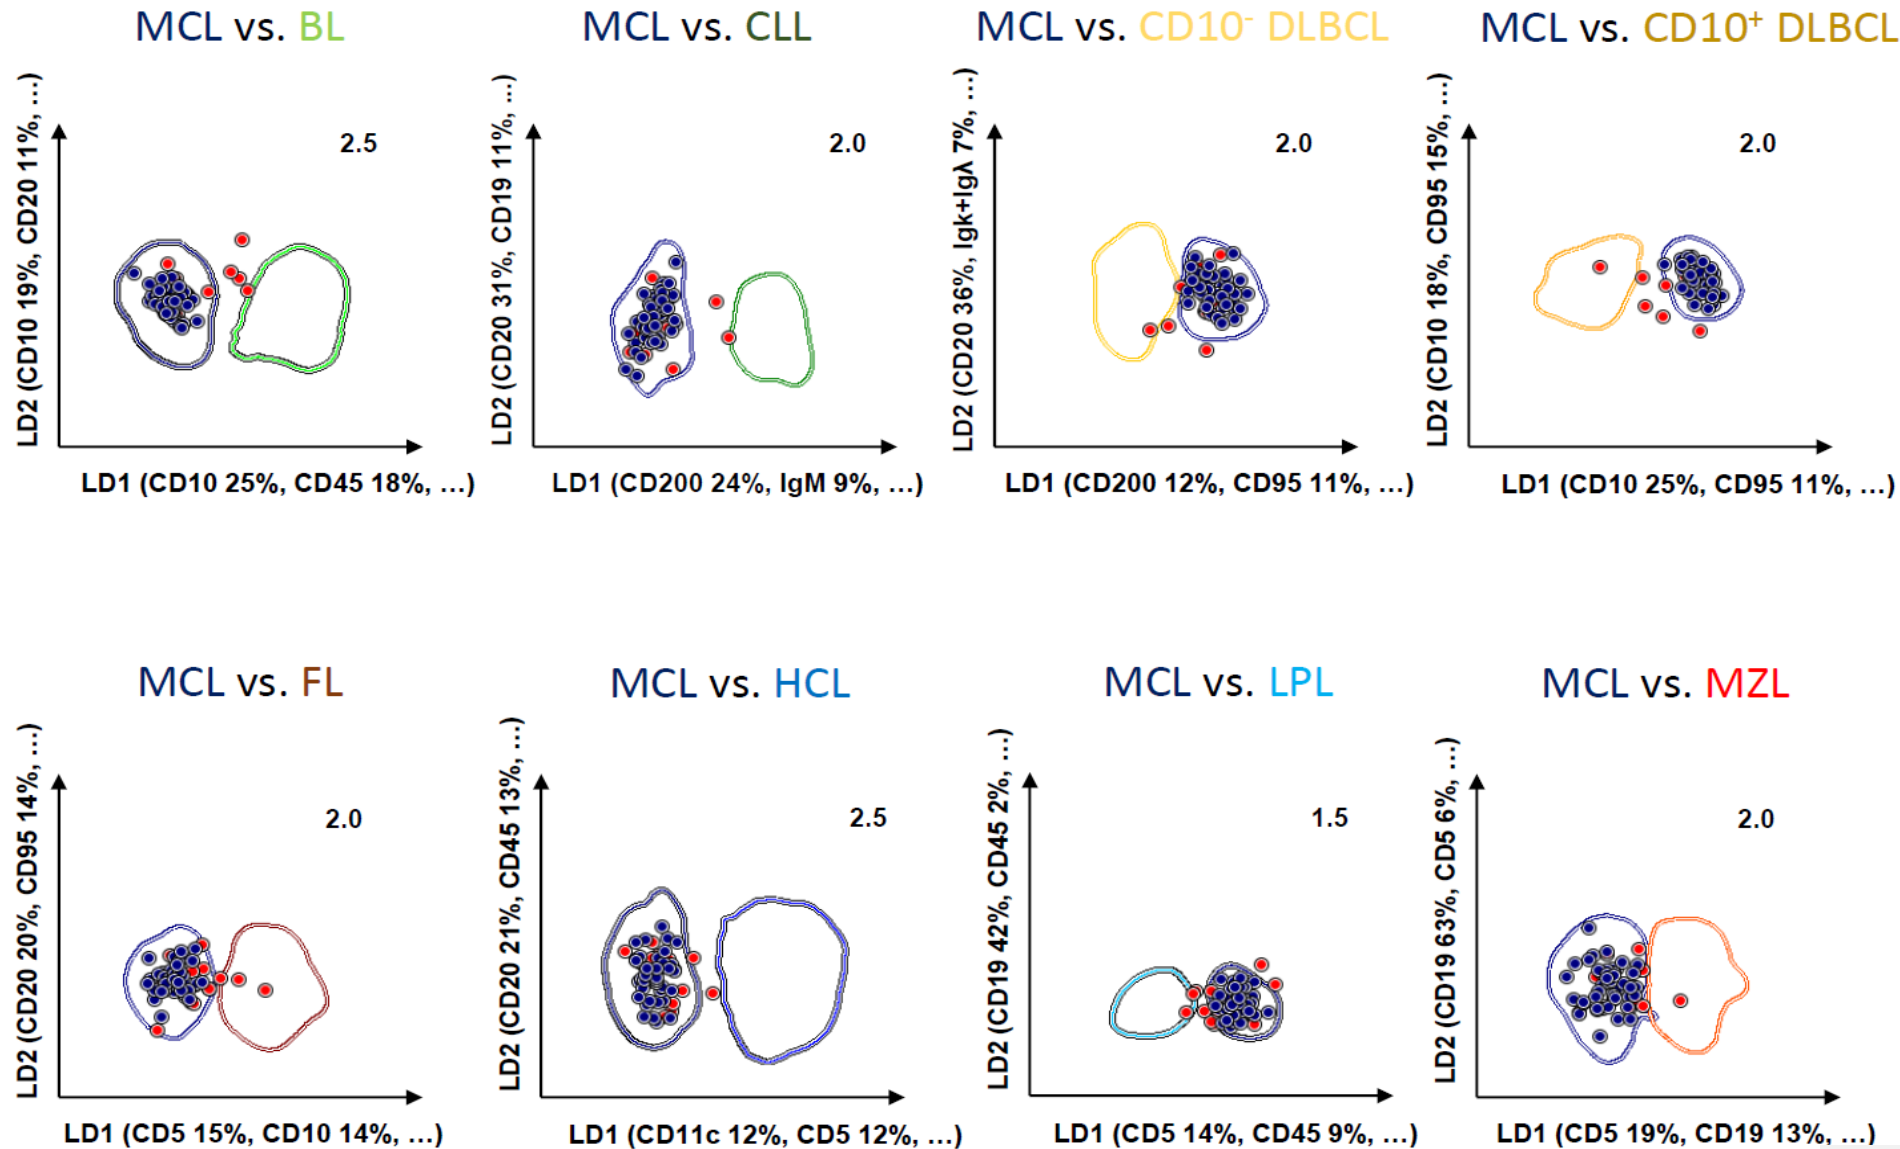 MCL vs. BL
MCL vs. CLL
MCL vs. CD10⁻ DLBCL
MCL vs. CD10⁺ DLBCL
LD2 (CD10 19%, CD20 11%, ...)
2.5
LD1 (CD10 25%, CD45 18%, ...)
LD2 (CD20 31%, CD19 11%, ...)
2.0
LD1 (CD200 24%, IgM 9%, ...)
LD2 (CD20 36%, Igk+Igλ 7%, ...)
2.0
LD1 (CD200 12%, CD95 11%, ...)
LD2 (CD10 18%, CD95 15%, ...)
2.0
LD1 (CD10 25%, CD95 11%, ...)
MCL vs. FL
MCL vs. HCL
MCL vs. LPL
MCL vs. MZL
LD2 (CD20 20%, CD95 14%, ...)
2.0
LD1 (CD5 15%, CD10 14%, ...)
LD2 (CD20 21%, CD45 13%, ...)
2.5
LD1 (CD11c 12%, CD5 12%, ...)
LD2 (CD19 42%, CD45 2%, ...)
1.5
LD1 (CD5 14%, CD45 9%, ...)
LD2 (CD19 63%, CD5 6%, ...)
2.0
LD1 (CD5 19%, CD19 13%, ...)